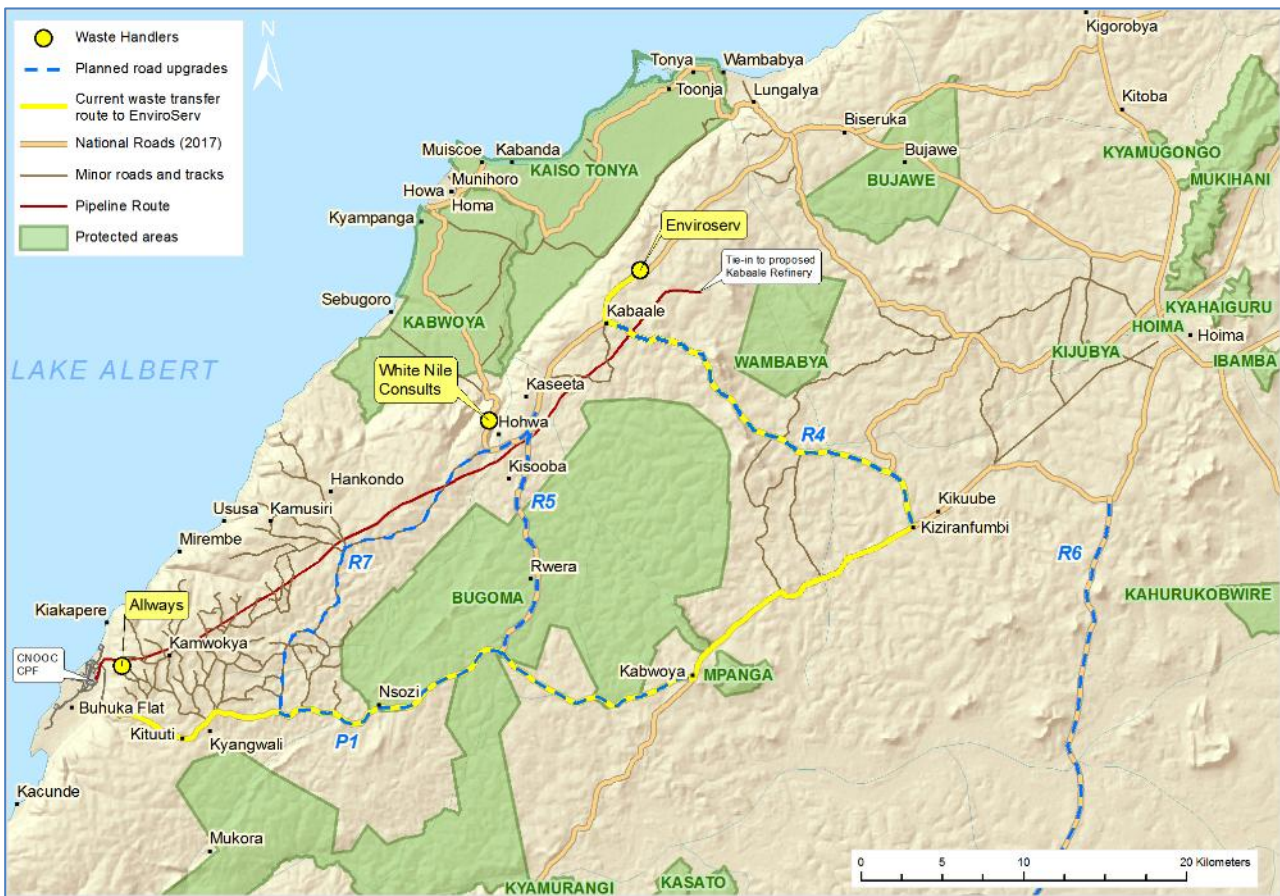 Waste Handlers
Planned road upgrades
Current waste transfer
route to EnviroServ
National Roads (2017)
Minor roads and tracks
Pipeline Route
Protected areas
N
Kigorobya
Tonya
Wambabya
Toonja
Lungalya
Kitoba
Biseruka
Muiscoe
Kabanda
Bujawe
KYAMUGONGO
KAISO TONYA
MUKIHANI
Munihoro
BUJAWE
Howa
Homa
Kyampanga
Enviroserv
Tie-in to proposed
Kabaale Refinery
Sebugoro
KABWOYA
Kabaale
KYAHAIGURU
HOIMA
Hoima
LAKE ALBERT
WAMBABYA
KIJUBYA
IBAMBA
White Nile
Consults
Kaseeta
Hohwa
R4
Kisooba
Hankondo
R5
Kikuube
Ususa
Kamusiri
Kiziranfumbi
Mirembe
R7
R6
Rwera
BUGOMA
KAHURUKOBWIRE
Kiakapere
Allways
Kamwokya
CNOOC
CPF
Kabwoya
MPANGA
Nsozi
Buhuka Flat
Kituuti
Kyangwali
P1
Kacunde
Mukora
0
5
10
20 Kilometers
KYAMURANGI
KASATO